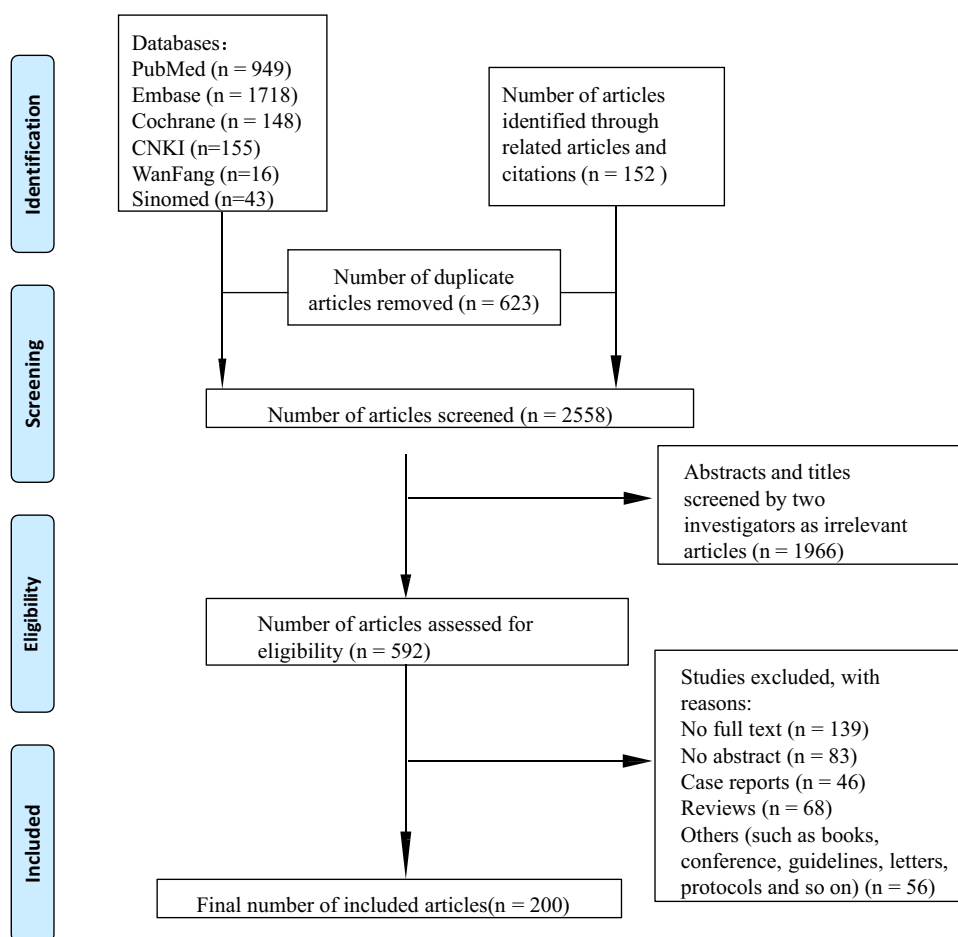 Identification
Databases：
PubMed (n = 949)
Embase (n = 1718)
Cochrane (n = 148)
CNKI (n=155)
WanFang (n=16)
Sinomed (n=43)
Number of articles
identified through
related articles and
citations (n = 152 )
Number of duplicate
articles removed (n = 623)
Screening
Number of articles screened (n = 2558)
Abstracts and titles
screened by two
investigators as irrelevant
articles (n = 1966)
Eligibility
Number of articles assessed for
eligibility (n = 592)
Studies excluded, with
reasons:
No full text (n = 139)
No abstract (n = 83)
Case reports (n = 46)
Reviews (n = 68)
Others (such as books,
conference, guidelines, letters,
protocols and so on) (n = 56)
Included
Final number of included articles(n = 200)